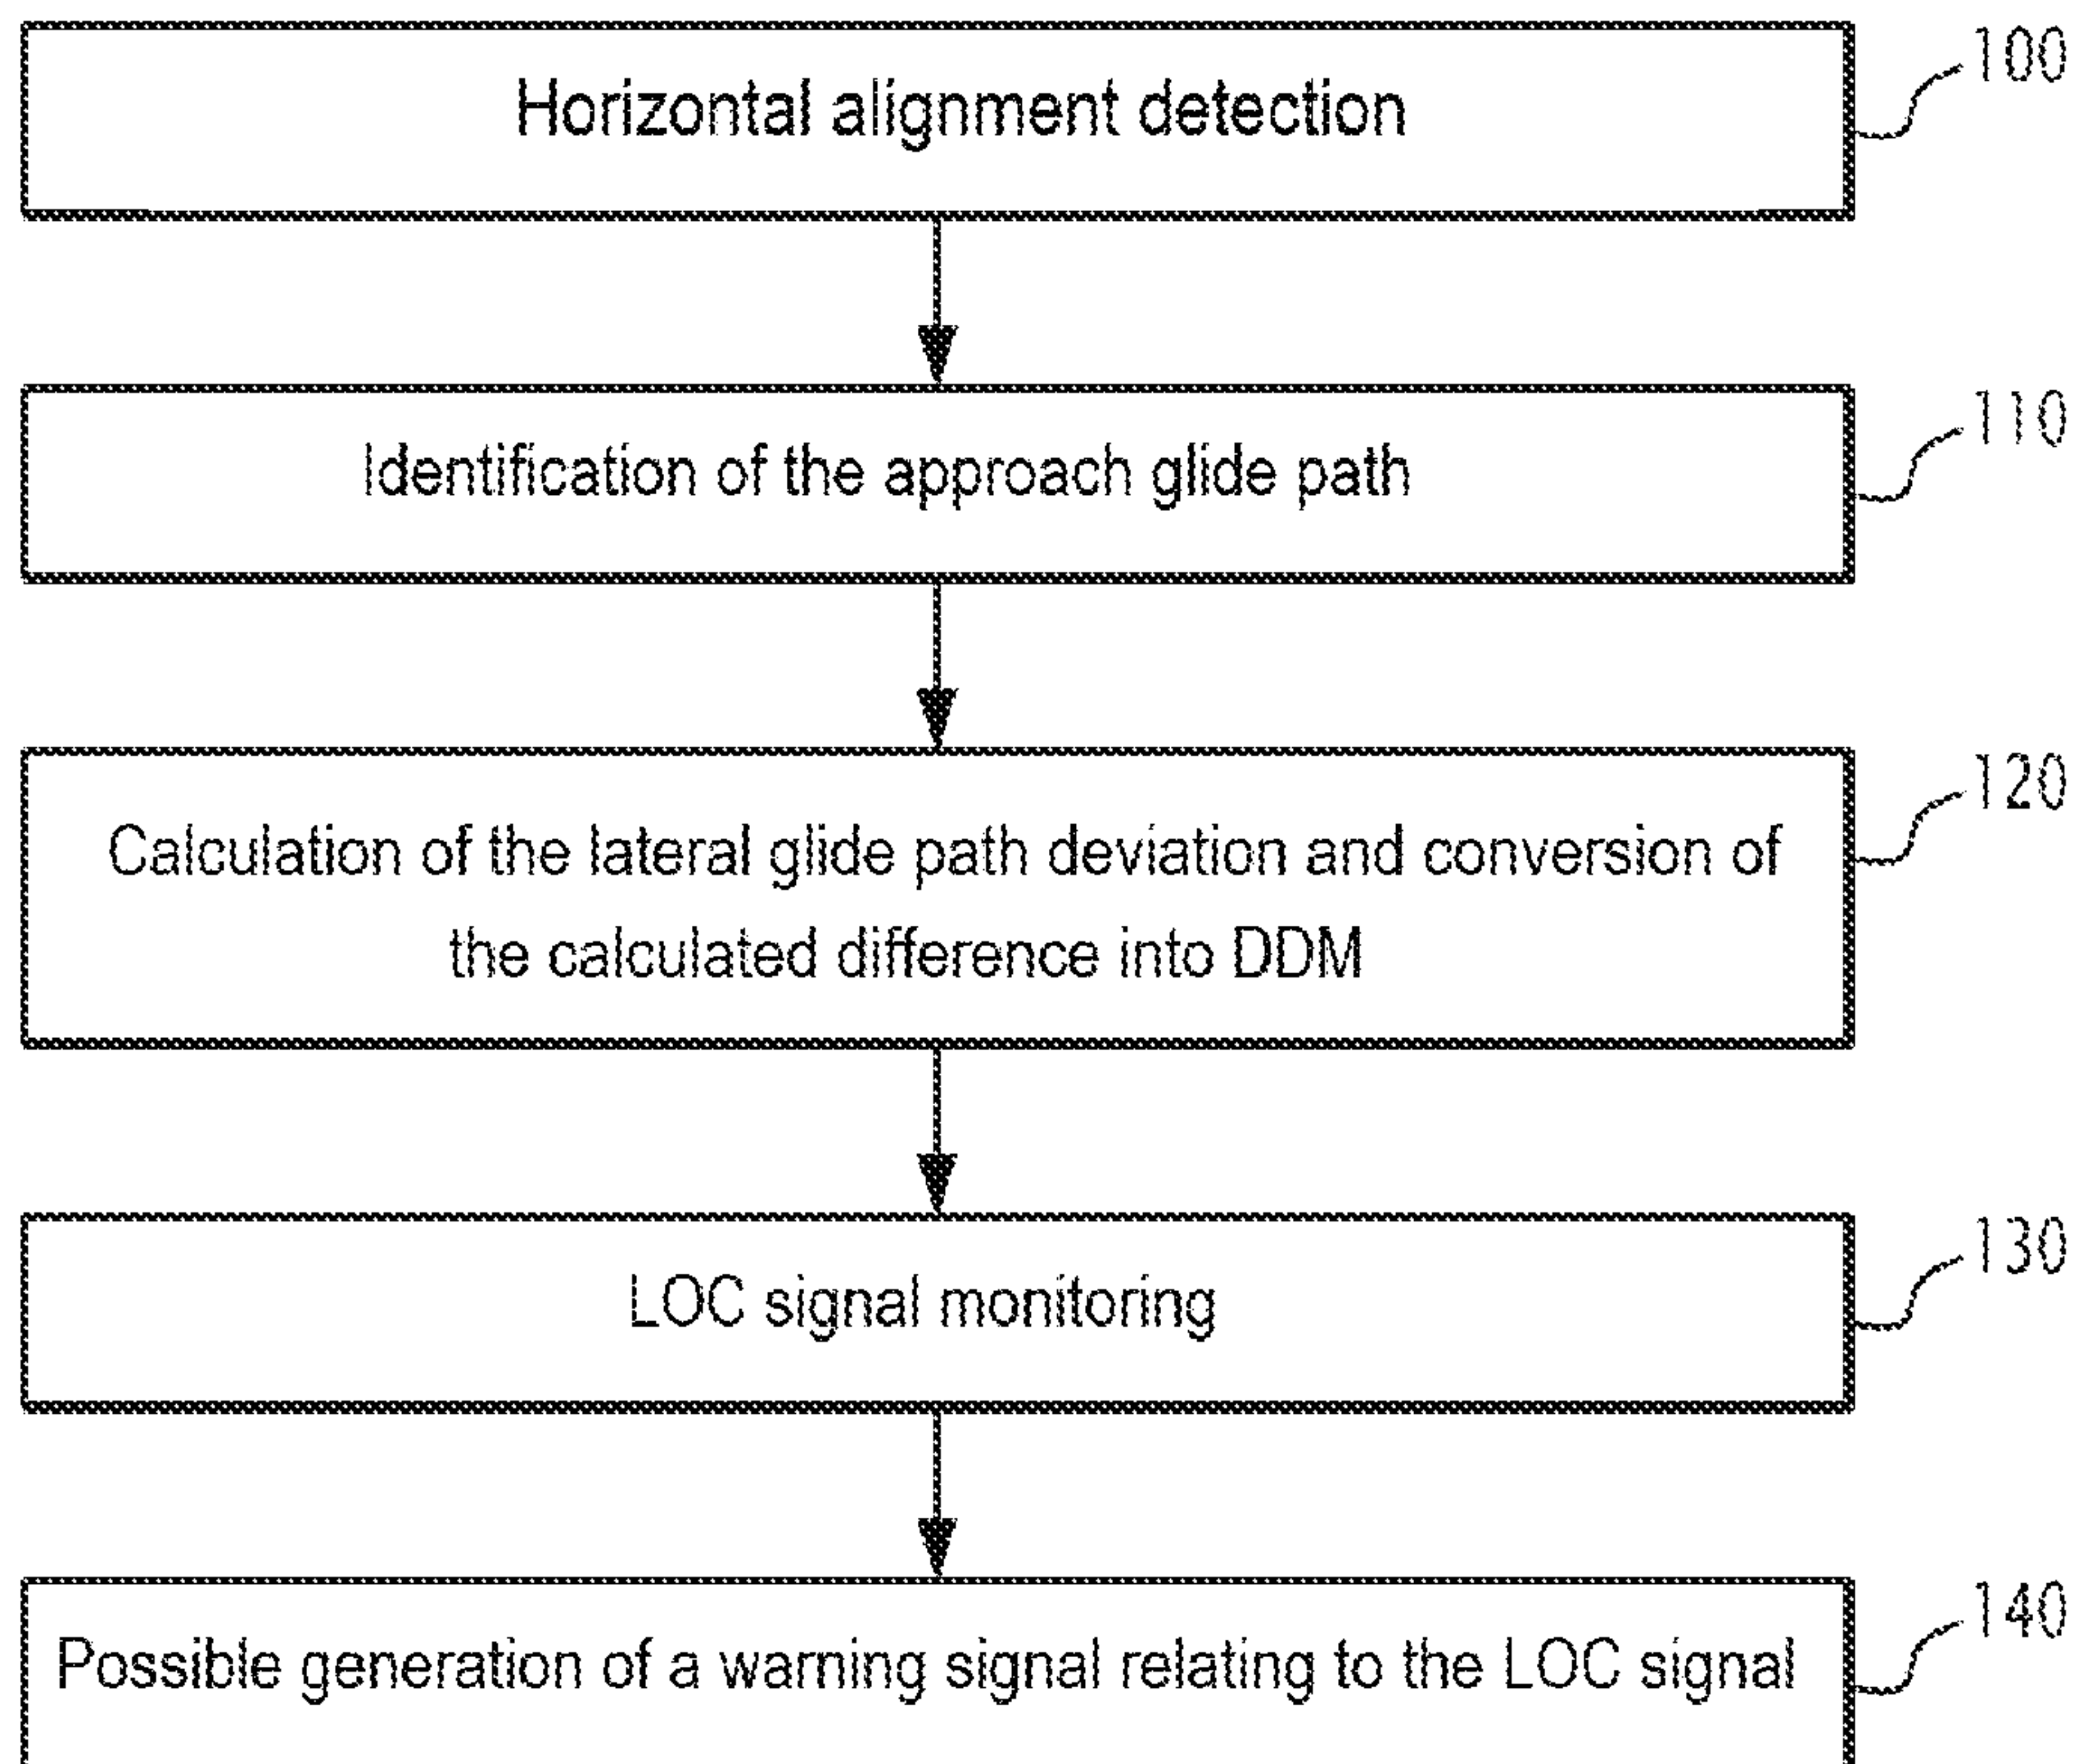 Horizontal alignment detection
100
Identification of the approach glide path
110
Calculation of the lateral glide path deviation and conversion of
the calculated difference into DDM
120
LOC signal monitoring
130
Possible generation of a warning signal relating to the LOC signal
140